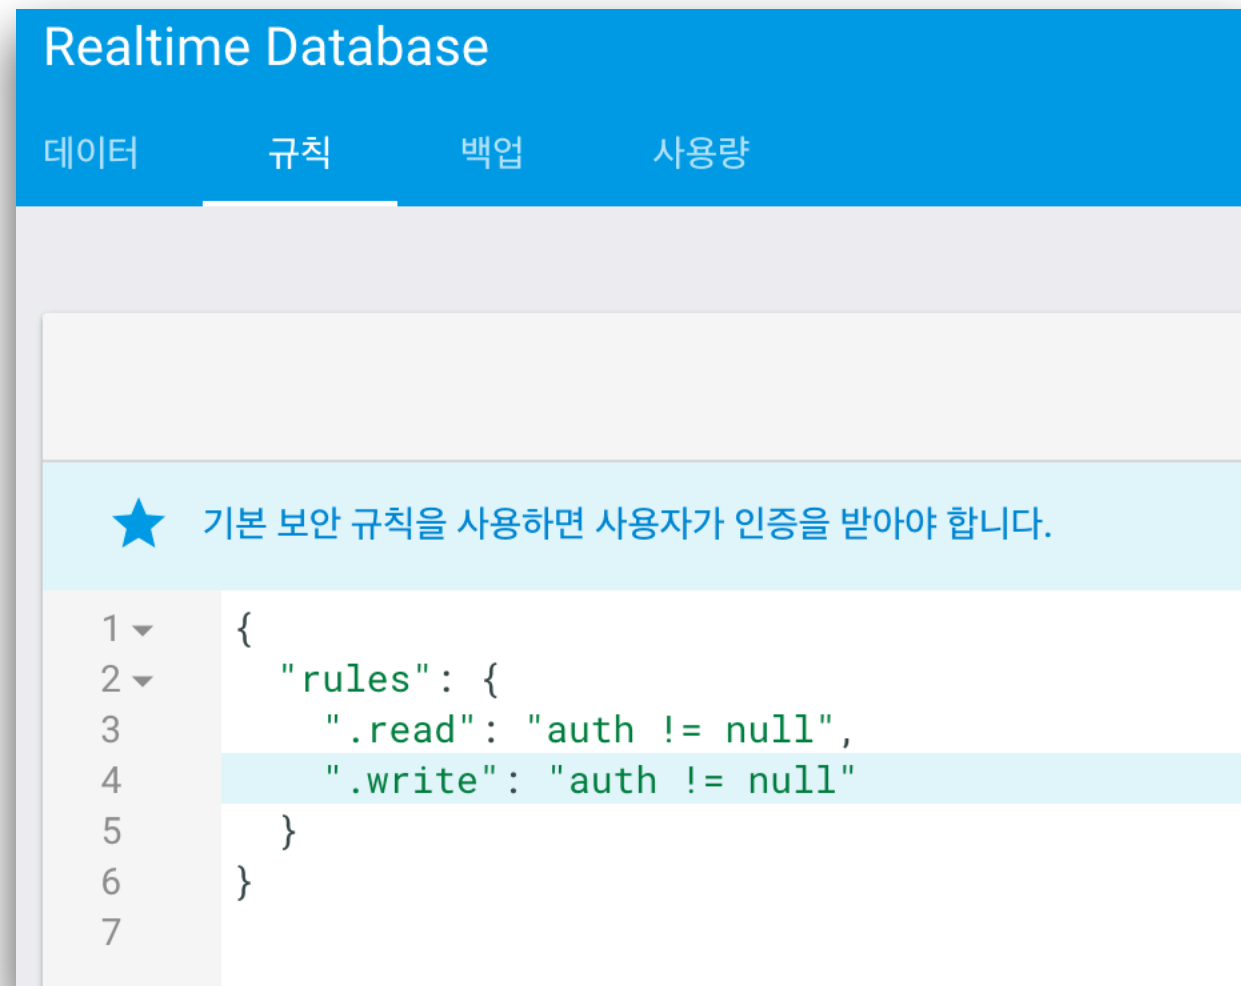 Realtime Database
데이터 규칙 백업 사용량
기본 보안 규칙을 사용하면 사용자가 인증을 받아야 합니다.
1 {
2 "rules": {
3 ".read": "auth != null",
4 ".write": "auth != null"
5 }
6 }
7